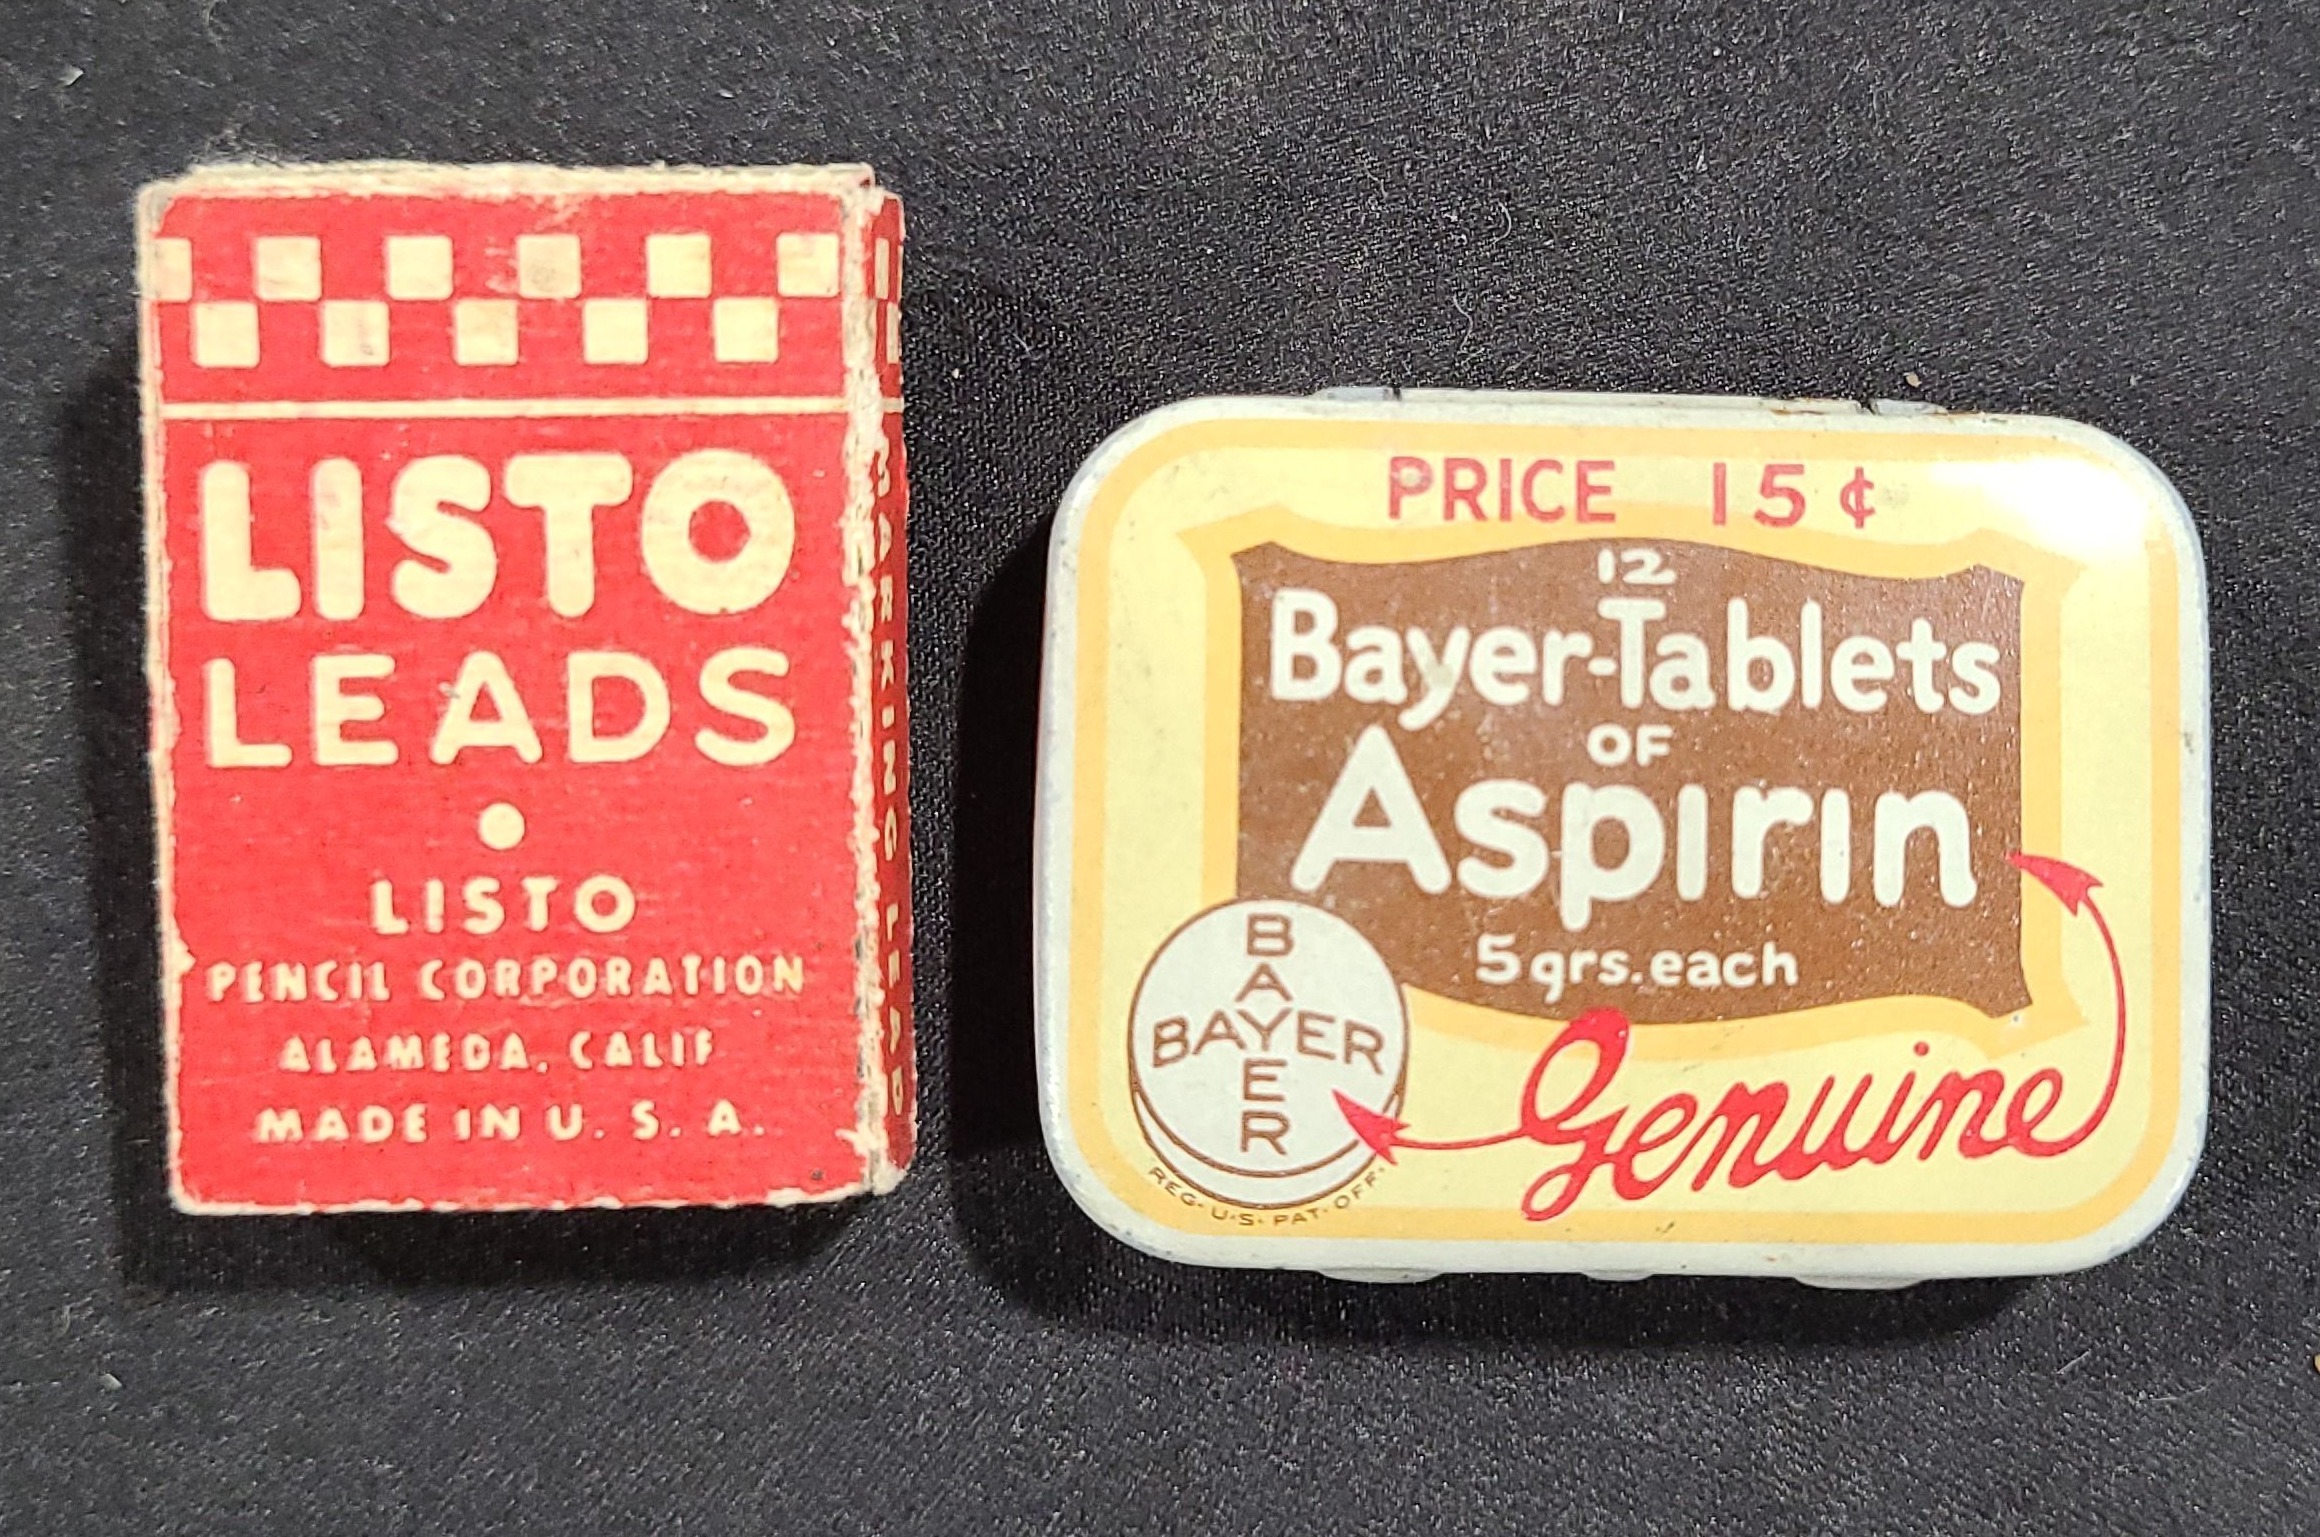 LISTO
LEADS
LISTO
PENCIL CORPORATION
ALAMEDA, CALIF
MADE IN U. S. A.
MARKING LEAD
PRICE 15¢
12
Bayer-Tablets
OF
Aspirin
5 grs. each
BAYER
BAYER
Genuine
REG. U.S. PAT. OFF.